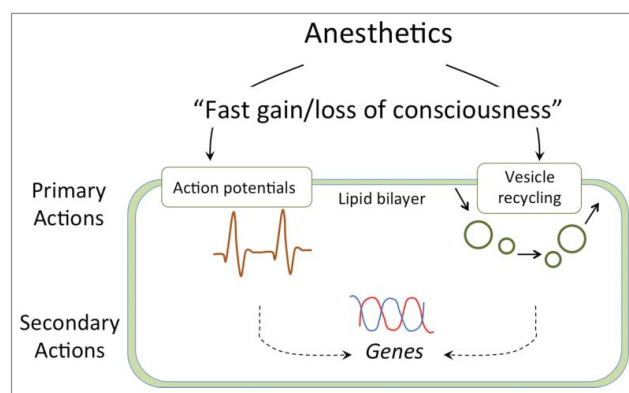 Anesthetics
“Fast gain/loss of consciousness”
Primary
Actions
Action potentials
Lipid bilayer
Vesicle
recycling
Secondary
Actions
Genes